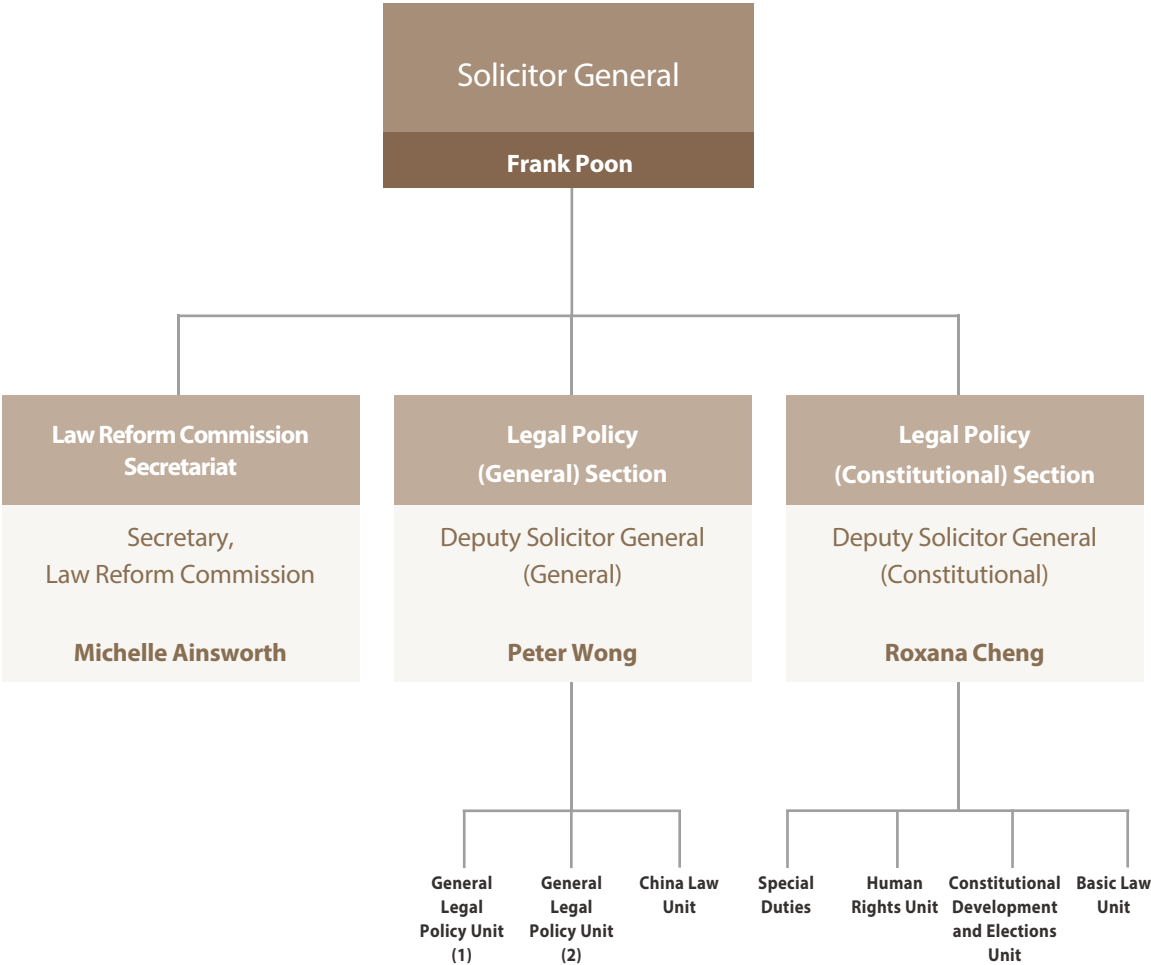 Solicitor General
Frank Poon
Law Reform Commission
Secretariat
Secretary,
Law Reform Commission
Michelle Ainsworth
Legal Policy
(General) Section
Deputy Solicitor General
(General)
Peter Wong
Legal Policy
(Constitutional) Section
Deputy Solicitor General
(Constitutional)
Roxana Cheng
General
Legal
Policy Unit
(1)
General
Legal
Policy Unit
(2)
China Law
Unit
Special
Duties
Human
Rights Unit
Constitutional
Development
and Elections
Unit
Basic Law
Unit